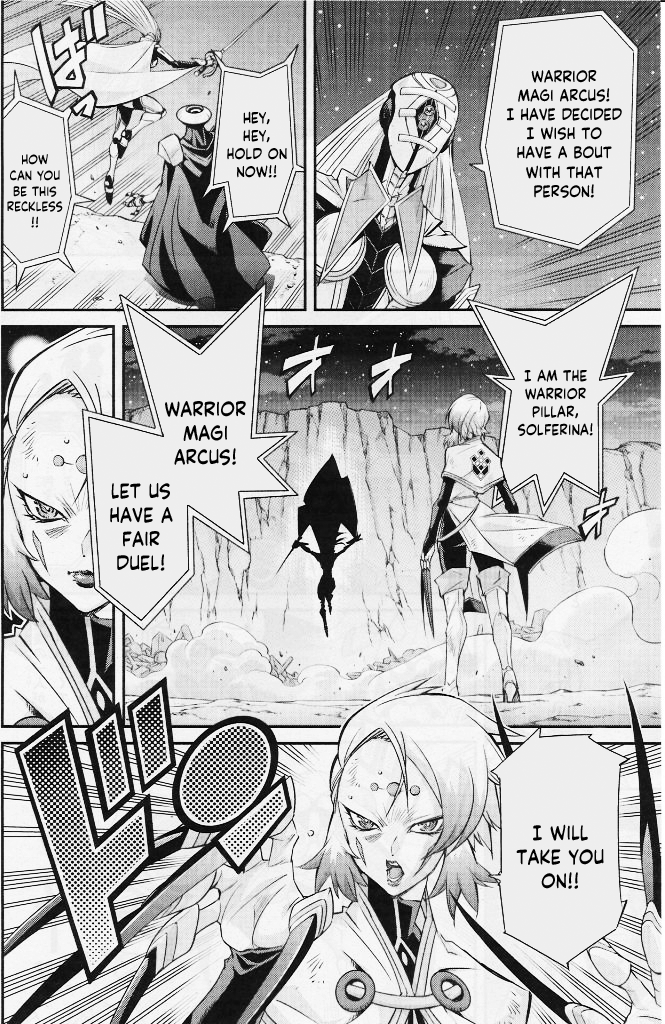 WARRIOR
MAGI ARCUS!
I HAVE DECIDED
I WISH TO
HAVE A BOUT
WITH THAT
PERSON!
HEY,
HEY,
HOLD ON
NOW!!
HOW
CAN YOU
BE THIS
RECKLESS
!!
ば
I AM THE
WARRIOR
PILLAR,
SOLFERINA!
オ
オ
オ
WARRIOR
MAGI
ARCUS!
LET US
HAVE A
FAIR
DUEL!
I WILL
TAKE YOU
ON!!